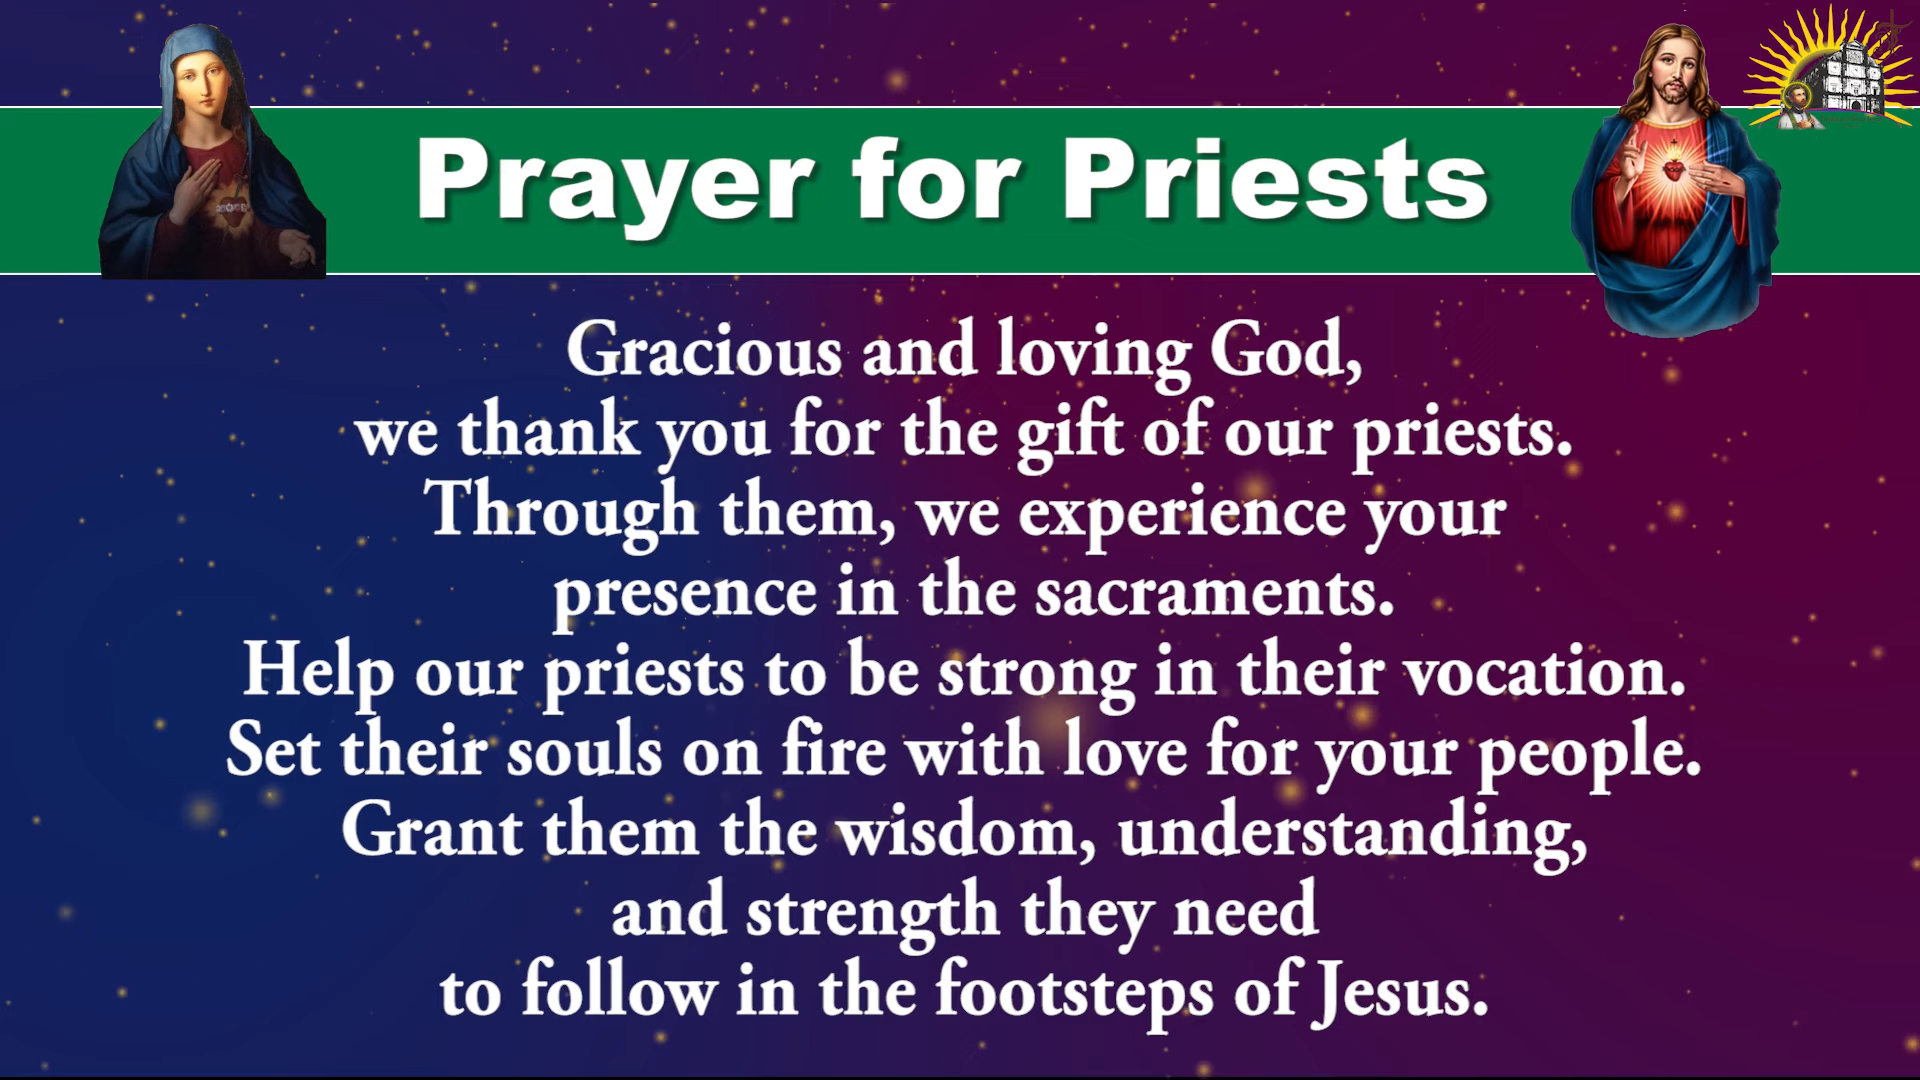 Prayer for Priests
Gracious and loving God,
we thank you for the gift of our priests.
Through them, we experience your
presence in the sacraments.
Help our priests to be strong in their vocation.
Set their souls on fire with love for your people.
Grant them the wisdom, understanding,
and strength they need
to follow in the footsteps of Jesus.